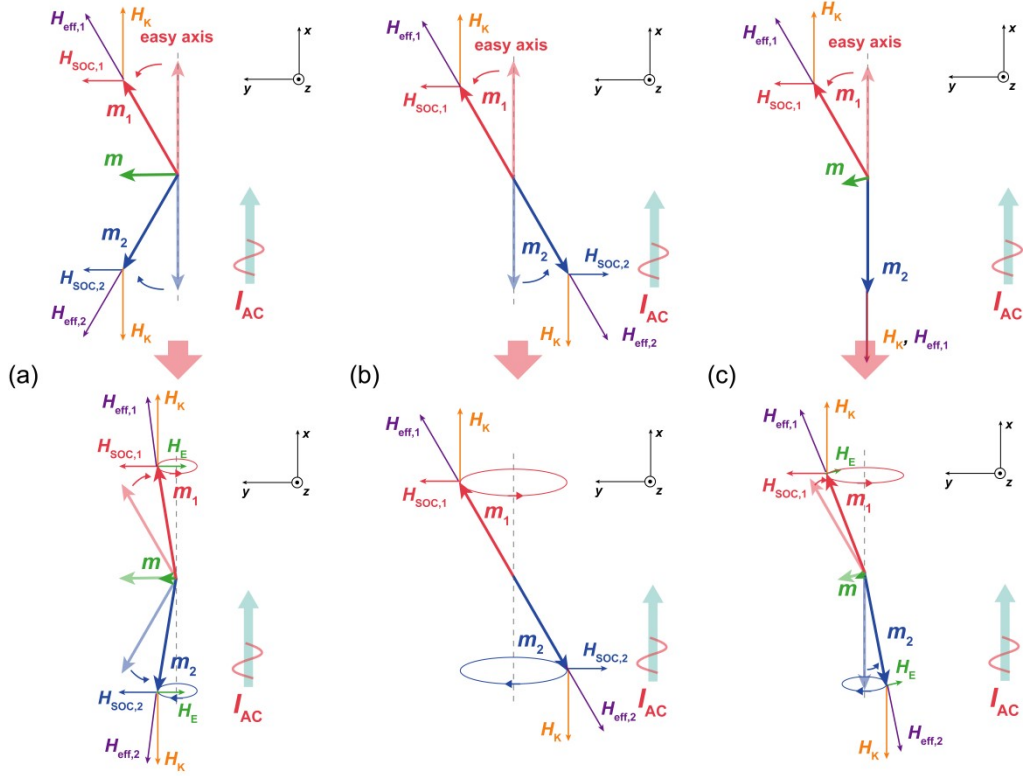 H_K
H_eff,1
easy axis
H_SOC,1
m_1
m
m_2
H_SOC,2
H_eff,2
H_K
I_AC
x
y
z
H_K
H_eff,1
easy axis
H_SOC,1
m_1
m_2
H_SOC,2
H_K
H_eff,2
I_AC
x
y
z
H_K
H_eff,1
easy axis
H_SOC,1
m_1
m
m_2
H_K, H_eff,1
I_AC
x
y
z
(a)
H_eff,1
H_K
H_SOC,1
H_E
m_1
m
m_2
H_SOC,2
H_E
H_eff,2
H_K
I_AC
x
y
z
(b)
H_eff,1
H_K
H_SOC,1
m_1
m_2
H_SOC,2
H_eff,2
H_K
I_AC
x
y
z
(c)
H_K
H_eff,1
H_E
H_SOC,1
m_1
m
m_2
H_E
H_K
H_eff,2
I_AC
x
y
z